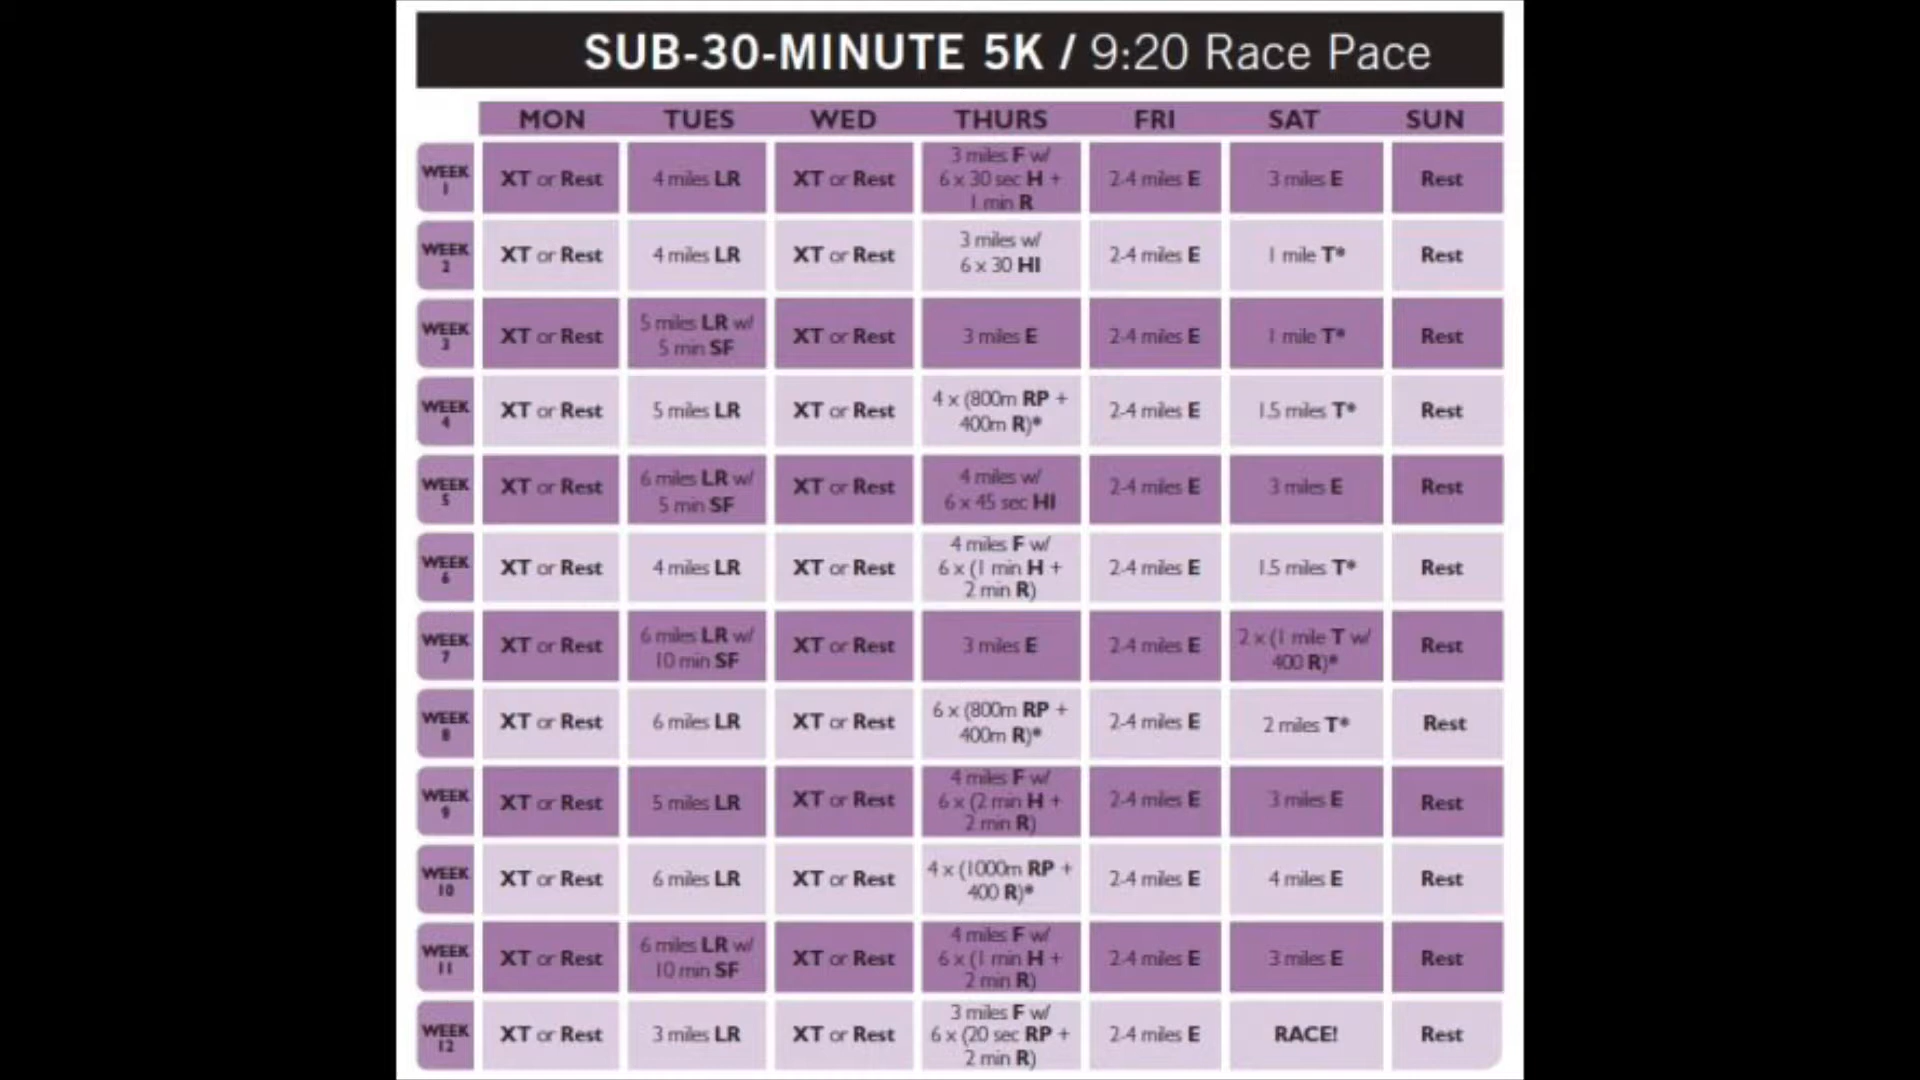 SUB-30-MINUTE 5K / 9:20 Race Pace
MON TUES WED THURS FRI SAT SUN
WEEK 1 XT or Rest 4 miles LR XT or Rest 3 miles F w/ 6 x 30 sec H + 1 min R 2-4 miles E 3 miles E Rest
WEEK 2 XT or Rest 4 miles LR XT or Rest 3 miles w/ 6 x 30 HI 2-4 miles E 1 mile T* Rest
WEEK 3 XT or Rest 5 miles LR w/ 5 min SF XT or Rest 3 miles E 2-4 miles E 1 mile T* Rest
WEEK 4 XT or Rest 5 miles LR XT or Rest 4 x (800m RP + 400m R)* 2-4 miles E 1.5 miles T* Rest
WEEK 5 XT or Rest 6 miles LR w/ 5 min SF XT or Rest 4 miles w/ 6 x 45 sec HI 2-4 miles E 3 miles E Rest
WEEK 6 XT or Rest 4 miles LR XT or Rest 4 miles F w/ 6 x (1 min H + 2 min R) 2-4 miles E 1.5 miles T* Rest
WEEK 7 XT or Rest 6 miles LR w/ 10 min SF XT or Rest 3 miles E 2-4 miles E 2 x (1 mile T w/ 400 R)* Rest
WEEK 8 XT or Rest 6 miles LR XT or Rest 6 x (800m RP + 400m R)* 2-4 miles E 2 miles T* Rest
WEEK 9 XT or Rest 5 miles LR XT or Rest 4 miles F w/ 6 x (2 min H + 2 min R) 2-4 miles E 3 miles E Rest
WEEK 10 XT or Rest 6 miles LR XT or Rest 4 x (1000m RP + 400 R)* 2-4 miles E 4 miles E Rest
WEEK 11 XT or Rest 6 miles LR w/ 10 min SF XT or Rest 4 miles F w/ 6 x (1 min H + 2 min R) 2-4 miles E 3 miles E Rest
WEEK 12 XT or Rest 3 miles LR XT or Rest 3 miles F w/ 6 x (20 sec RP + 2 min R) 2-4 miles E RACE! Rest